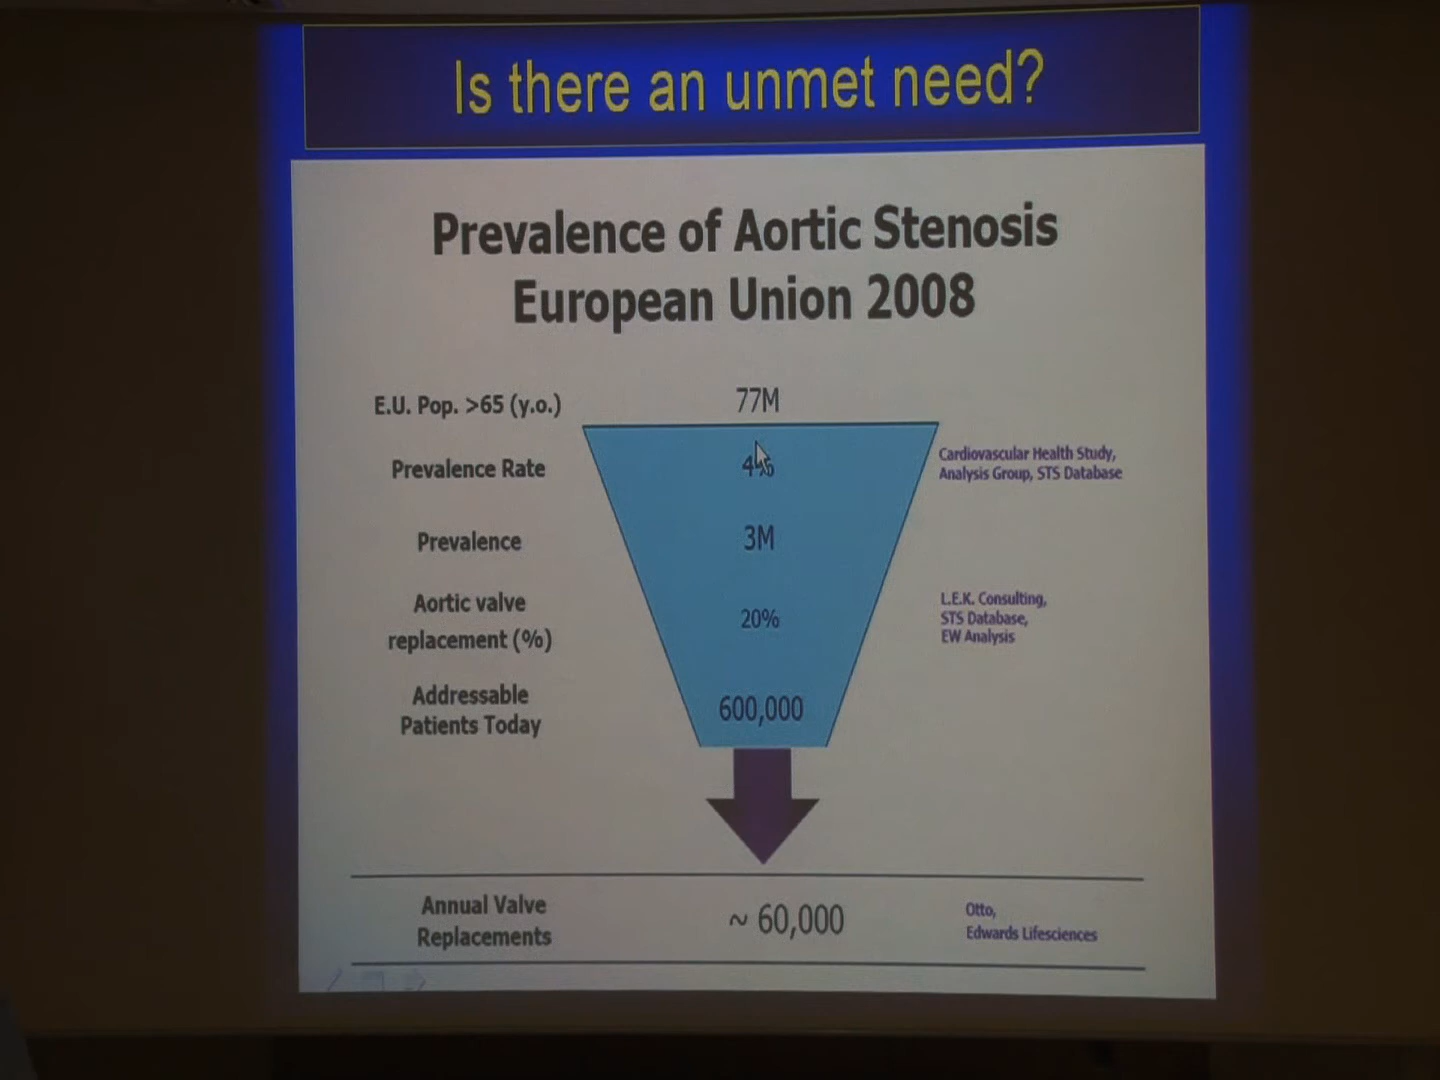 Is there an unmet need?
Prevalence of Aortic Stenosis
European Union 2008
E.U. Pop. >65 (y.o.)
77M
Prevalence Rate
4%
Cardiovascular Health Study,
Analysis Group, STS Database
Prevalence
3M
Aortic valve
replacement (%)
20%
L.E.K. Consulting,
STS Database,
EW Analysis
Addressable
Patients Today
600,000
Annual Valve
Replacements
~ 60,000
Otto,
Edwards Lifesciences